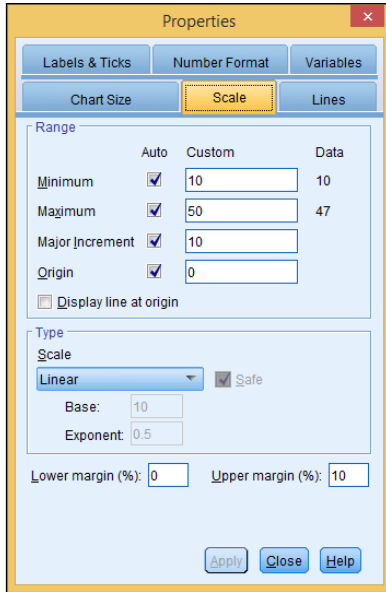 Properties
Labels & Ticks Number Format Variables
Chart Size Scale Lines
Range
Auto Custom Data
Minimum 10 10
Maximum 50 47
Major Increment 10
Origin 0
Display line at origin
Type
Scale
Linear Safe
Base: 10
Exponent: 0.5
Lower margin (%): 0 Upper margin (%): 10
Apply Close Help